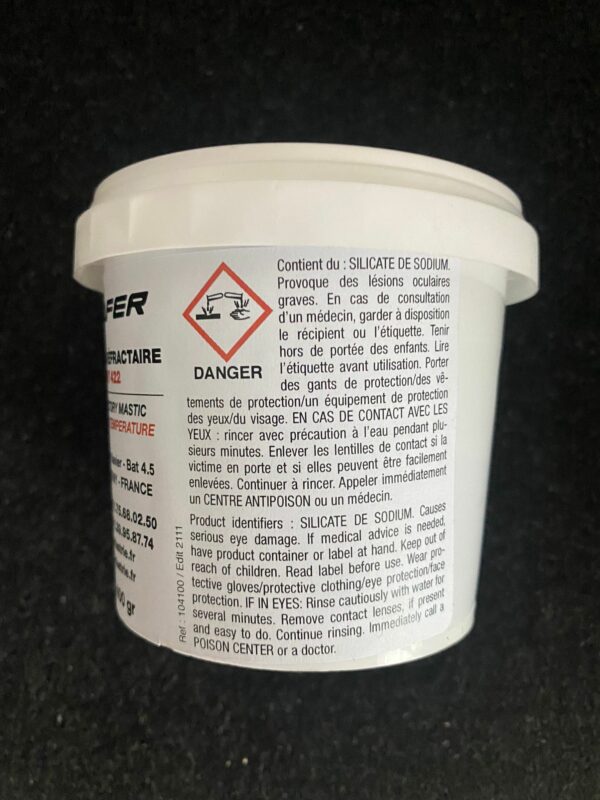 DANGER
Contient du : SILICATE DE SODIUM.
Provoque des lésions oculaires
graves. En cas de consultation
d'un médecin, garder à disposition
le récipient ou l'étiquette. Tenir
hors de portée des enfants. Lire
l'étiquette avant utilisation. Porter
des gants de protection/des vê-
tements de protection/un équipement de protection
des yeux/du visage. EN CAS DE CONTACT AVEC LES
YEUX : rincer avec précaution à l'eau pendant plu-
sieurs minutes. Enlever les lentilles de contact si la
victime en porte et si elles peuvent être facilement
enlevées. Continuer à rincer. Appeler immédiatement
un CENTRE ANTIPOISON ou un médecin.
Product identifiers : SILICATE DE SODIUM. Causes
serious eye damage. If medical advice is needed,
have product container or label at hand. Keep out of
reach of children. Read label before use. Wear pro-
tective gloves/protective clothing/eye protection/face
protection. IF IN EYES: Rinse cautiously with water for
several minutes. Remove contact lenses, if present
and easy to do. Continue rinsing. Immediately call a
POISON CENTER or a doctor.
Ref : 104100 / Edit 2111
MASTIC
- Bat 4.5
- FRANCE
.68.02.50
.95.87.74
gr